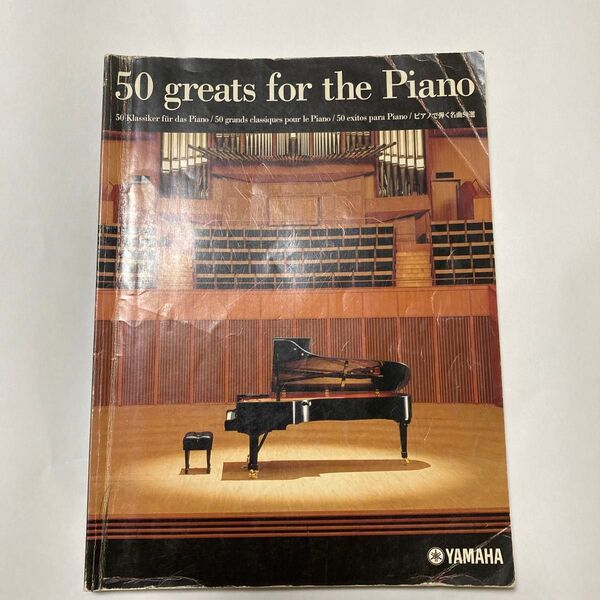 50 greats for the Piano
50 Klassiker für das Piano / 50 grands classiques pour le Piano / 50 exitos para Piano / ピアノで弾く名曲50選
YAMAHA